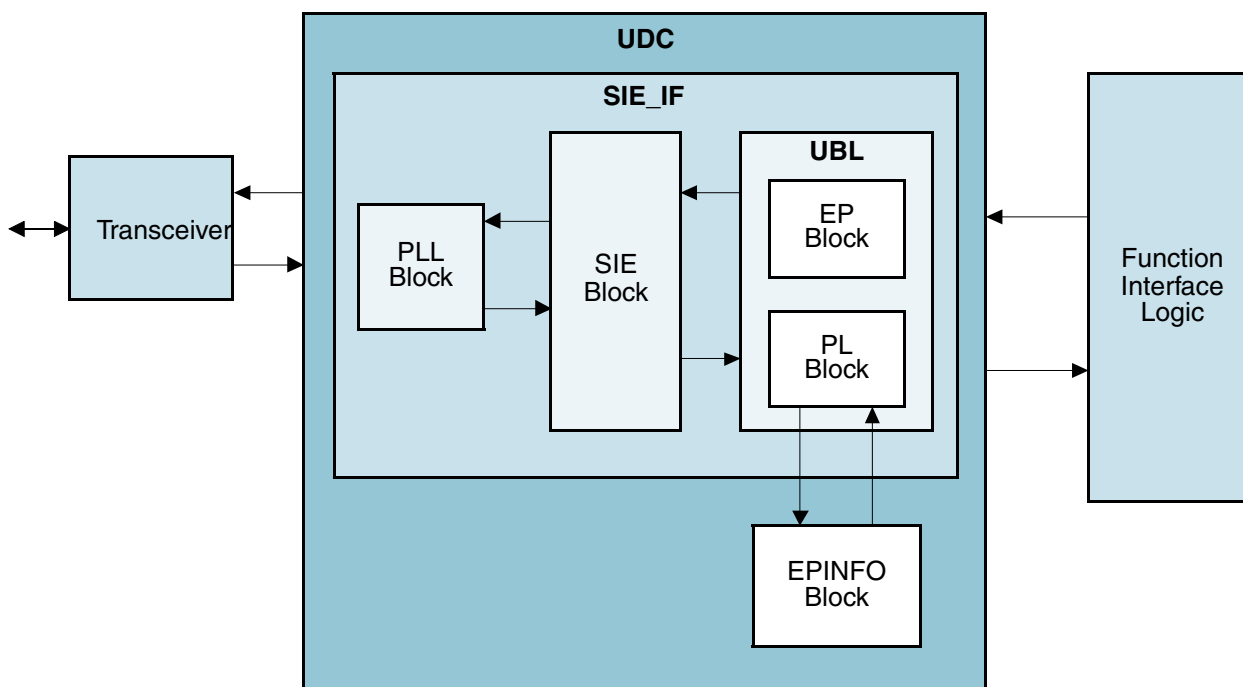 UDC
SIE_IF
Transceiver
PLL
Block
SIE
Block
UBL
EP
Block
PL
Block
EPINFO
Block
Function
Interface
Logic